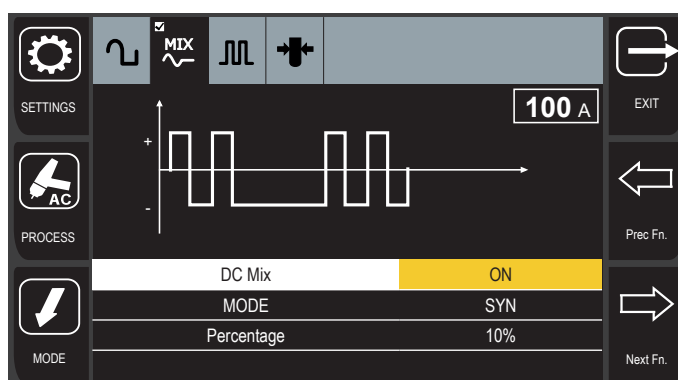 SETTINGS
MIX
100 A
EXIT
+
-
AC
PROCESS
Prec Fn.
DC Mix ON
MODE SYN
Percentage 10%
MODE
Next Fn.